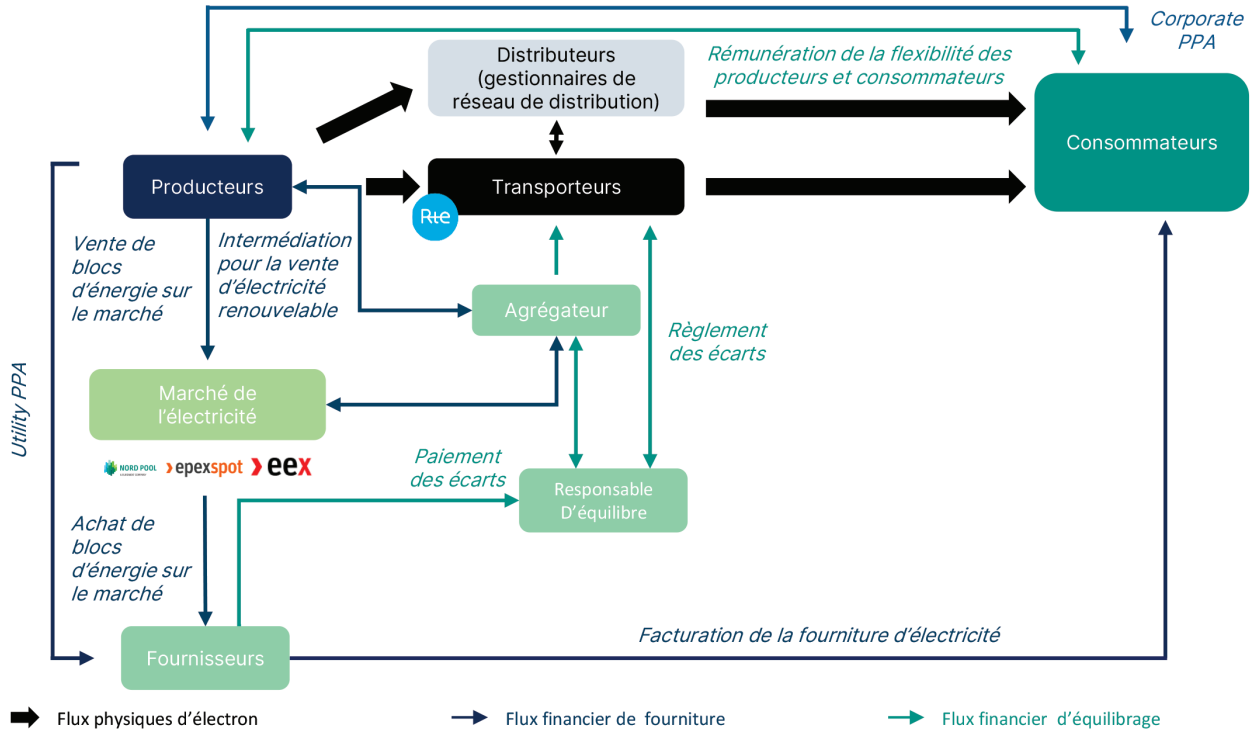 Corporate
PPA
Distributeurs
(gestionnaires de
réseau de distribution)
Rémunération de la flexibilité des
producteurs et consommateurs
Consommateurs
Producteurs
Transporteurs
Rte
Vente de
blocs
d'énergie sur
le marché
Intermédiation
pour la vente
d'électricité
renouvelable
Agrégateur
Règlement
des écarts
Utility PPA
Marché de
l'électricité
NORD POOL
epexspot
eex
Paiement
des écarts
Responsable
D'équilibre
Achat de
blocs
d'énergie sur
le marché
Fournisseurs
Facturation de la fourniture d'électricité
Flux physiques d'électron
Flux financier de fourniture
Flux financier d'équilibrage